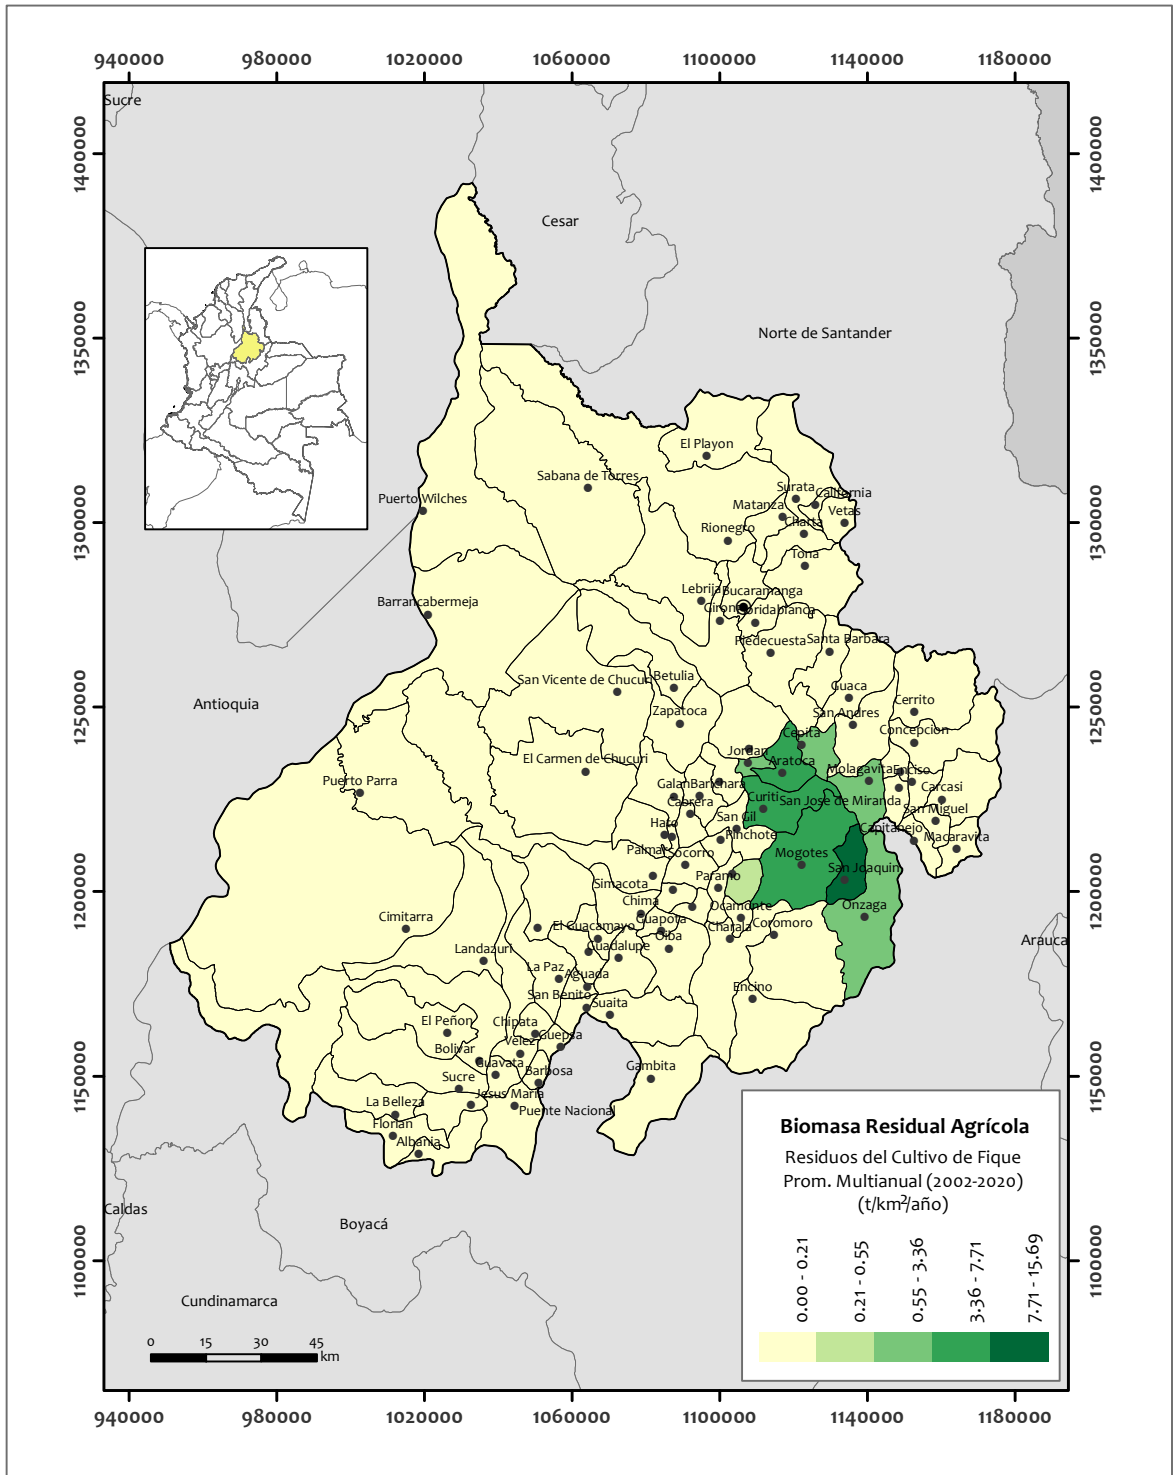 940000 980000 1020000 1060000 1100000 1140000 1180000
Sucre
1400000 1400000
Cesar
Norte de Santander
1350000 1350000
El Playon
Sabana de Torres
Surata
California
Puerto Wilches
Matanza
Vetas
1300000 1300000
Charta
Rionegro
Tona
Lebrija
Bucaramanga
Barrancabermeja
Giron
Floridablanca
Piedecuesta
Santa Barbara
San Vicente de Chucuri
Betulia
Guaca
Antioquia
Cerrito
1250000 1250000
Zapatoca
San Andres
Concepcion
Cepita
Jordan
El Carmen de Chucuri
Aratoca
Molagavita
Enciso
Puerto Parra
Galan
Barichara
Carcasi
Curiti
San Jose de Miranda
Cabrera
San Miguel
San Gil
Hato
Pinchote
Capitanejo
Macaravita
Palmar
Socorro
Mogotes
San Joaquin
Simacota
Paramo
1200000 1200000
Chima
Ocamonte
Onzaga
Cimitarra
Guapota
El Guacamayo
Charala
Coromoro
Oiba
Arauca
Landazuri
Guadalupe
La Paz
Aguada
Encino
San Benito
Suaita
El Peñon
Chipata
Guepsa
Velez
Bolivar
Guavata
Gambita
Barbosa
Sucre
1150000 1150000
Jesus Maria
La Belleza
Puente Nacional
Florian
Albania
Biomasa Residual Agrícola
Residuos del Cultivo de Fique
Prom. Multianual (2002-2020)
(t/km²/año)
0.00 - 0.21
0.21 - 0.55
0.55 - 3.36
3.36 - 7.71
7.71 - 15.69
Caldas
Boyacá
1100000 1100000
Cundinamarca
0 15 30 45
km
940000 980000 1020000 1060000 1100000 1140000 1180000